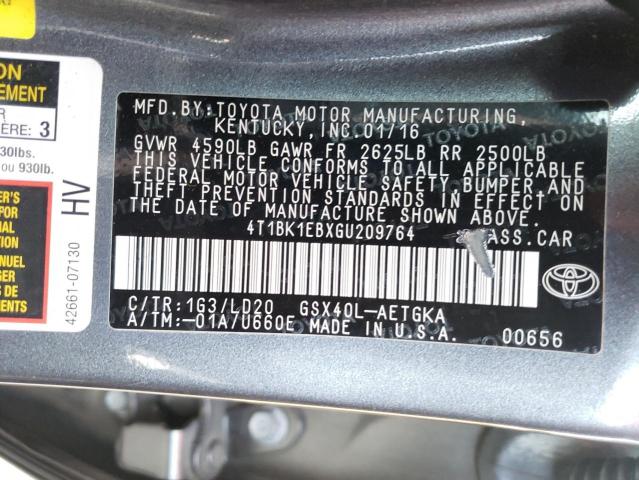 MFD.BY:TOYOTA MOTOR MANUFACTURING,
KENTUCKY,INC.01/16
GVWR 4590LB GAWR FR 2625LB RR 2500LB
THIS VEHICLE CONFORMS TO ALL APPLICABLE
FEDERAL MOTOR VEHICLE SAFETY,BUMPER,AND
THEFT PREVENTION STANDARDS IN EFFECT ON
THE DATE OF MANUFACTURE SHOWN ABOVE.
4T1BK1EBXGU209764
ASS.CAR
C/TR:1G3/LD20 GSX40L-AETGKA
A/TM:-01A/U660E MADE IN U.S.A. 00656
TOYOTA
ON
EMENT
R
ERE: 3
30lbs.
ou 930lb.
HV
42661-07130